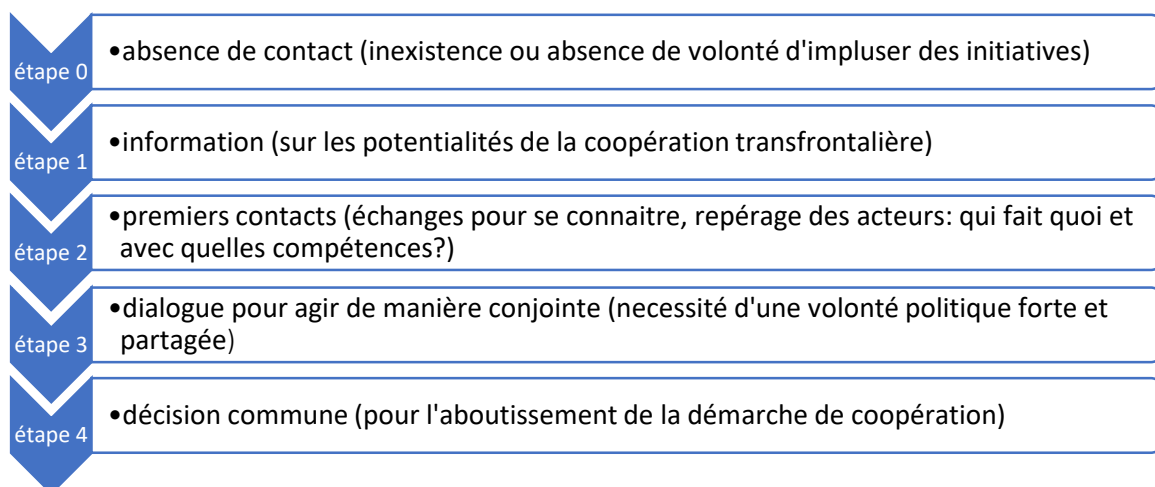 étape 0
•absence de contact (inexistence ou absence de volonté d'impluser des initiatives)
étape 1
•information (sur les potentialités de la coopération transfrontalière)
étape 2
•premiers contacts (échanges pour se connaitre, repérage des acteurs: qui fait quoi et
avec quelles compétences?)
étape 3
•dialogue pour agir de manière conjointe (necessité d'une volonté politique forte et
partagée)
étape 4
•décision commune (pour l'aboutissement de la démarche de coopération)